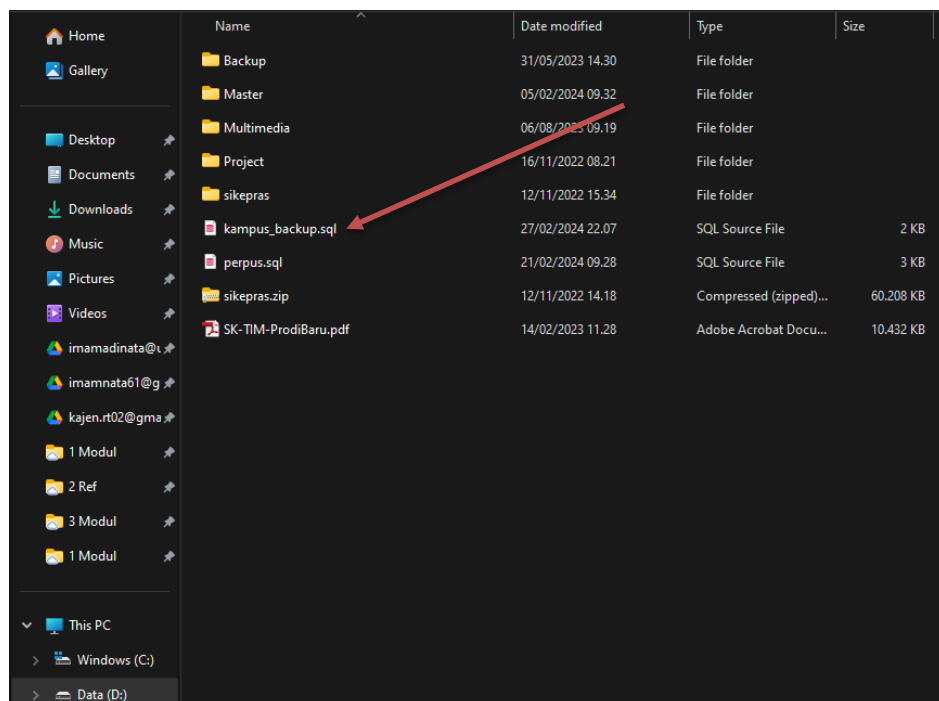 Home
Gallery
Desktop
Documents
Downloads
Music
Pictures
Videos
imamadinata@u
imamnata61@g
kajen.rt02@gma
1 Modul
2 Ref
3 Modul
1 Modul
This PC
Windows (C:)
Data (D:)
Name Date modified Type Size
Backup 31/05/2023 14.30 File folder
Master 05/02/2024 09.32 File folder
Multimedia 06/08/2023 09.19 File folder
Project 16/11/2022 08.21 File folder
sikepras 12/11/2022 15.34 File folder
kampus_backup.sql 27/02/2024 22.07 SQL Source File 2 KB
perpus.sql 21/02/2024 09.28 SQL Source File 3 KB
sikepras.zip 12/11/2022 14.18 Compressed (zipped)... 60.208 KB
SK-TIM-ProdiBaru.pdf 14/02/2023 11.28 Adobe Acrobat Docu... 10.432 KB